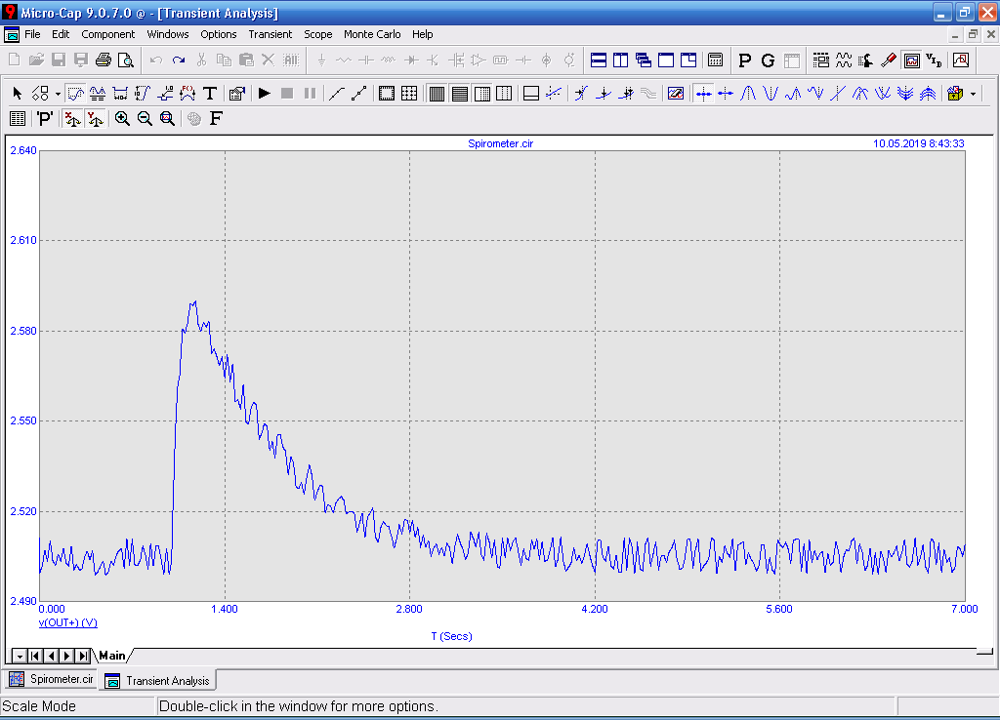 Micro-Cap 9.0.7.0 @ - [Transient Analysis]
File Edit Component Windows Options Transient Scope Monte Carlo Help
P G
T
'P' F
Spirometer.cir 10.05.2019 8:43:33
2.640
2.610
2.580
2.550
2.520
2.490
0.000 1.400 2.800 4.200 5.600 7.000
v(OUT+) (V)
T (Secs)
Main
Spirometer.cir Transient Analysis
Scale Mode Double-click in the window for more options.